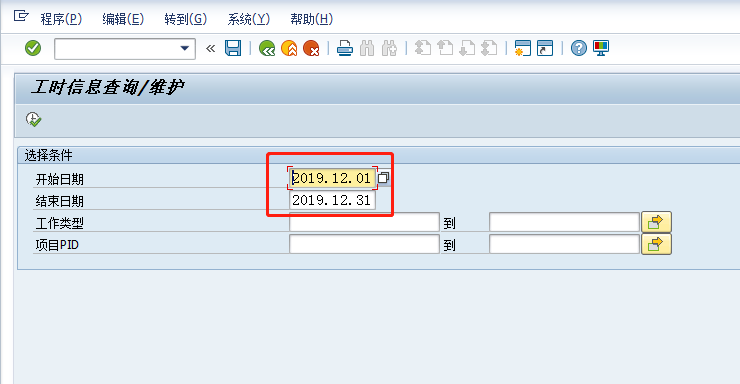 程序(P) 编辑(E) 转到(G) 系统(Y) 帮助(H)
工时信息查询/维护
选择条件
开始日期 2019.12.01
结束日期 2019.12.31
工作类型 到
项目PID 到